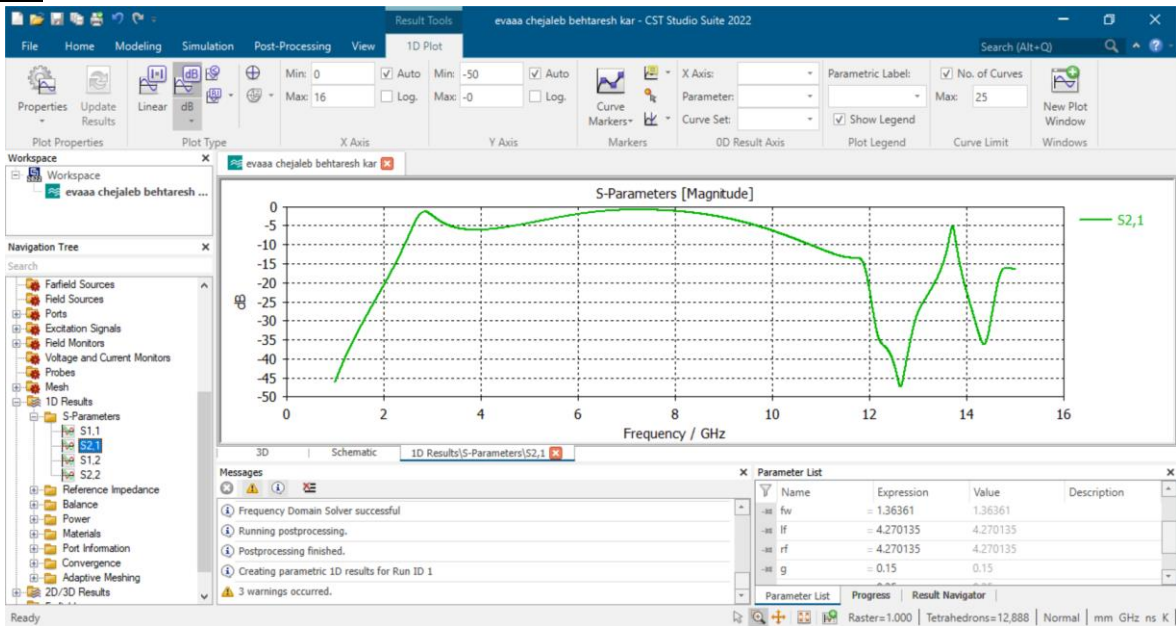 Result Tools
evaaa chejaleb behtaresh kar - CST Studio Suite 2022
File Home Modeling Simulation Post-Processing View 1D Plot Search (Alt+Q)
Properties Update Results Linear dB
Min: 0 Auto
Max: 16 Log.
Min: -50 Auto
Max: -0 Log.
Curve Markers
X Axis:
Parameter:
Curve Set:
Parametric Label:
Show Legend
No. of Curves
Max: 25
New Plot Window
Plot Properties Plot Type X Axis Y Axis Markers 0D Result Axis Plot Legend Curve Limit Windows
Workspace
Workspace
evaaa chejaleb behtaresh ...
Navigation Tree
Search
Farfield Sources
Field Sources
Ports
Excitation Signals
Field Monitors
Voltage and Current Monitors
Probes
Mesh
1D Results
S-Parameters
S1,1
S2,1
S1,2
S2,2
Reference Impedance
Balance
Power
Materials
Port Information
Convergence
Adaptive Meshing
2D/3D Results
evaaa chejaleb behtaresh kar
S-Parameters [Magnitude]
S2,1
dB
0
-5
-10
-15
-20
-25
-30
-35
-40
-45
-50
0 2 4 6 8 10 12 14 16
Frequency / GHz
3D Schematic 1D Results\S-Parameters\S2,1
Messages
Frequency Domain Solver successful
Running postprocessing.
Postprocessing finished.
Creating parametric 1D results for Run ID 1
3 warnings occurred.
Parameter List
Name Expression Value Description
fw = 1.36361 1.36361
lf = 4.270135 4.270135
rf = 4.270135 4.270135
g = 0.15 0.15
Parameter List Progress Result Navigator
Ready
Raster=1.000 Tetrahedrons=12,888 Normal mm GHz ns K